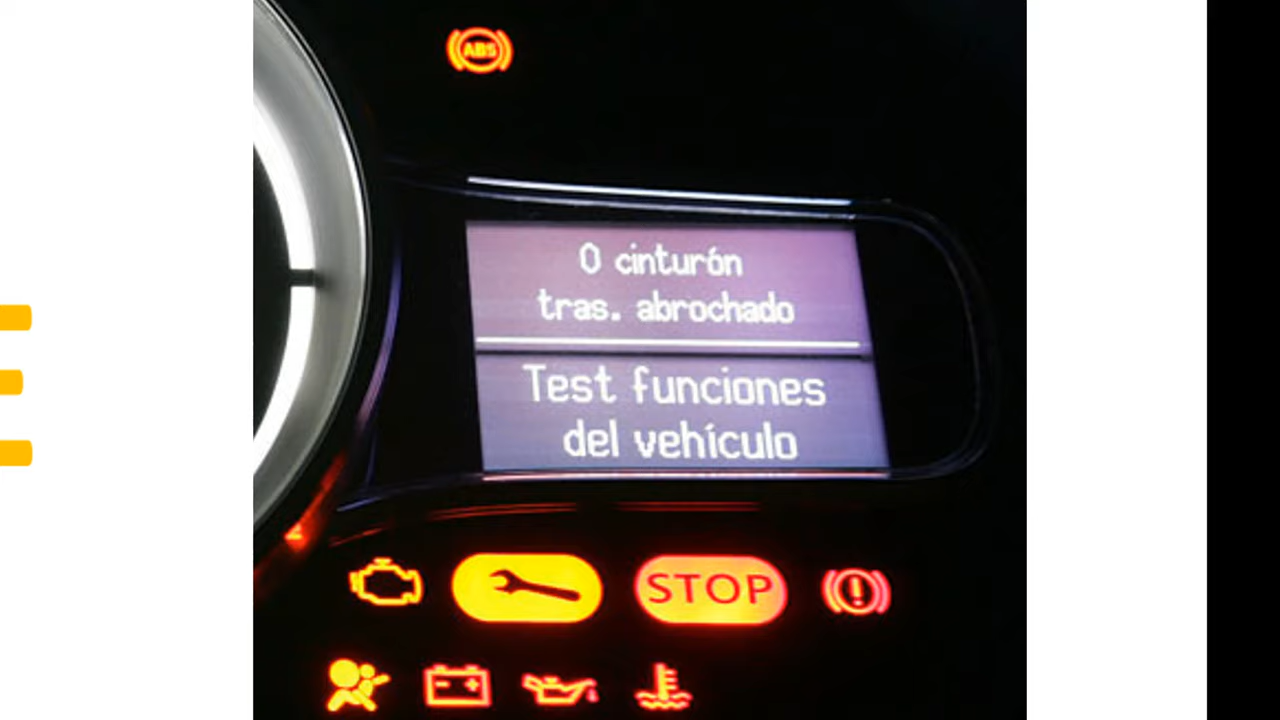 ABS
0 cinturón
tras. abrochado
Test funciones
del vehículo
STOP